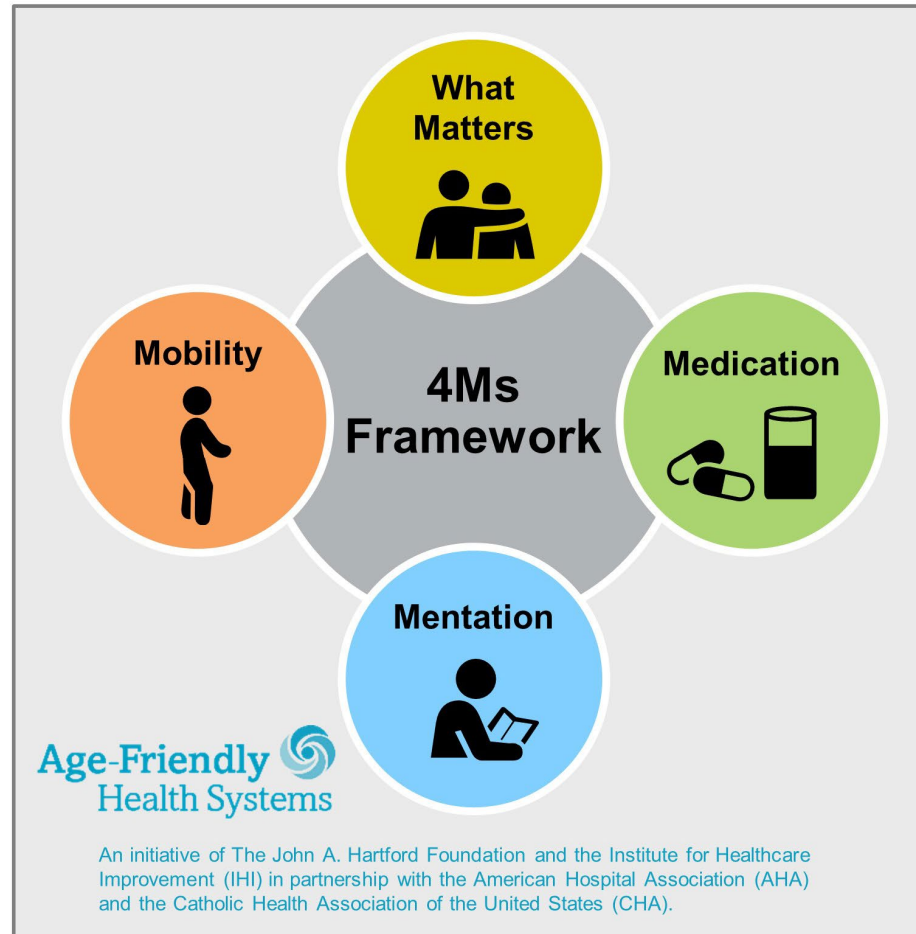 What
Matters
Mobility
4Ms
Framework
Medication
Mentation
Age-Friendly
Health Systems
An initiative of The John A. Hartford Foundation and the Institute for Healthcare
Improvement (IHI) in partnership with the American Hospital Association (AHA)
and the Catholic Health Association of the United States (CHA).